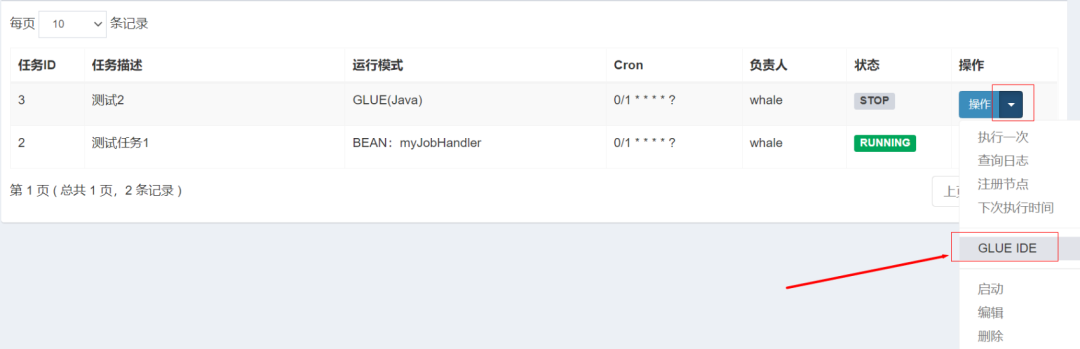 每页 10 条记录
任务ID 任务描述 运行模式 Cron 负责人 状态 操作
3 测试2 GLUE(Java) 0/1 * * * * ? whale STOP 操作
2 测试任务1 BEAN：myJobHandler 0/1 * * * * ? whale RUNNING
执行一次
查询日志
注册节点
下次执行时间
GLUE IDE
启动
编辑
删除
第 1 页 ( 总共 1 页，2 条记录 )
上